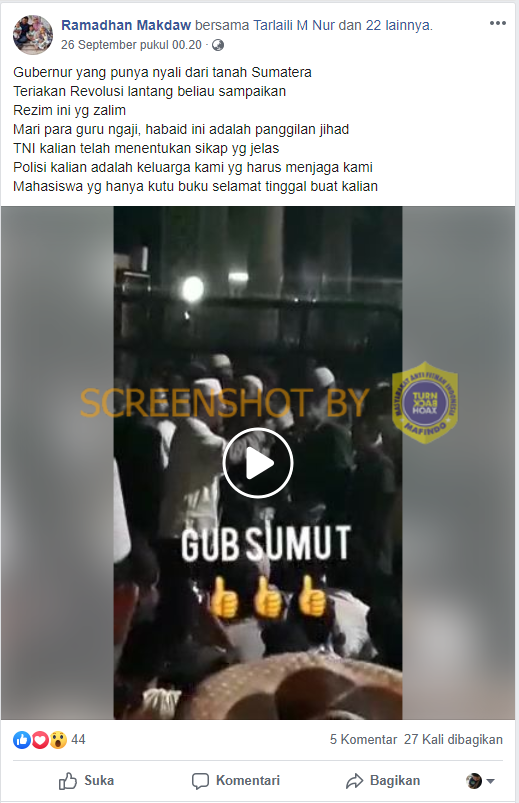 Ramadhan Makdaw bersama Tarlaili M Nur dan 22 lainnya.
26 September pukul 00.20 ·
Gubernur yang punya nyali dari tanah Sumatera
Teriakan Revolusi lantang beliau sampaikan
Rezim ini yg zalim
Mari para guru ngaji, habaid ini adalah panggilan jihad
TNI kalian telah menentukan sikap yg jelas
Polisi kalian adalah keluarga kami yg harus menjaga kami
Mahasiswa yg hanya kutu buku selamat tinggal buat kalian
SCREENSHOT BY
MASYARAKAT ANTI FITNAH INDONESIA
TURN
BACK
HOAX
MAFINDO
GUB SUMUT
44
5 Komentar 27 Kali dibagikan
Suka Komentari Bagikan